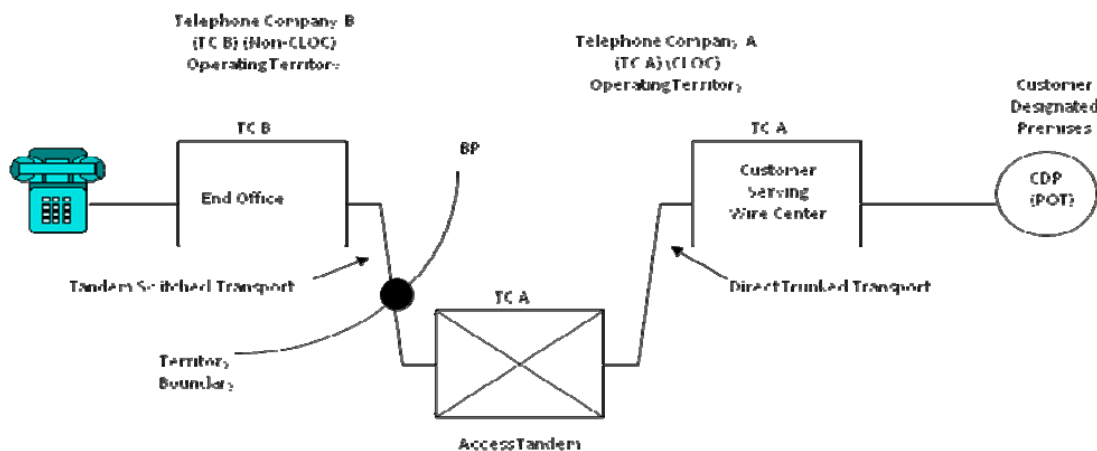 Telephone Company B
(TC B) (Non-CLOC)
Operating Territory
Telephone Company A
(TC A) (CLOC)
Operating Territory
Customer
Designated
Premises
TC B
BP
TC A
End Office
Customer
Serving
Wire Center
CDP
(POT)
Tandem Switched Transport
TC A
Direct Trunked Transport
Territory
Boundary
Access Tandem